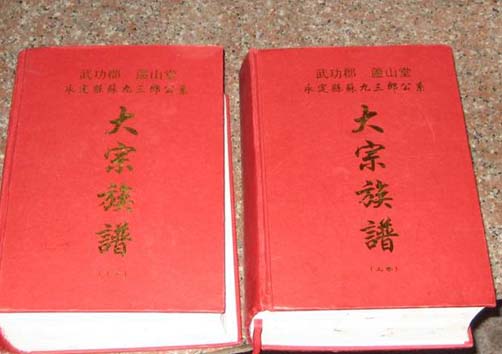 武功郡 蘆山堂
永定縣蘇九三郎公系
大宗族譜
武功郡 蘆山堂
永定縣蘇九三郎公系
大宗族譜